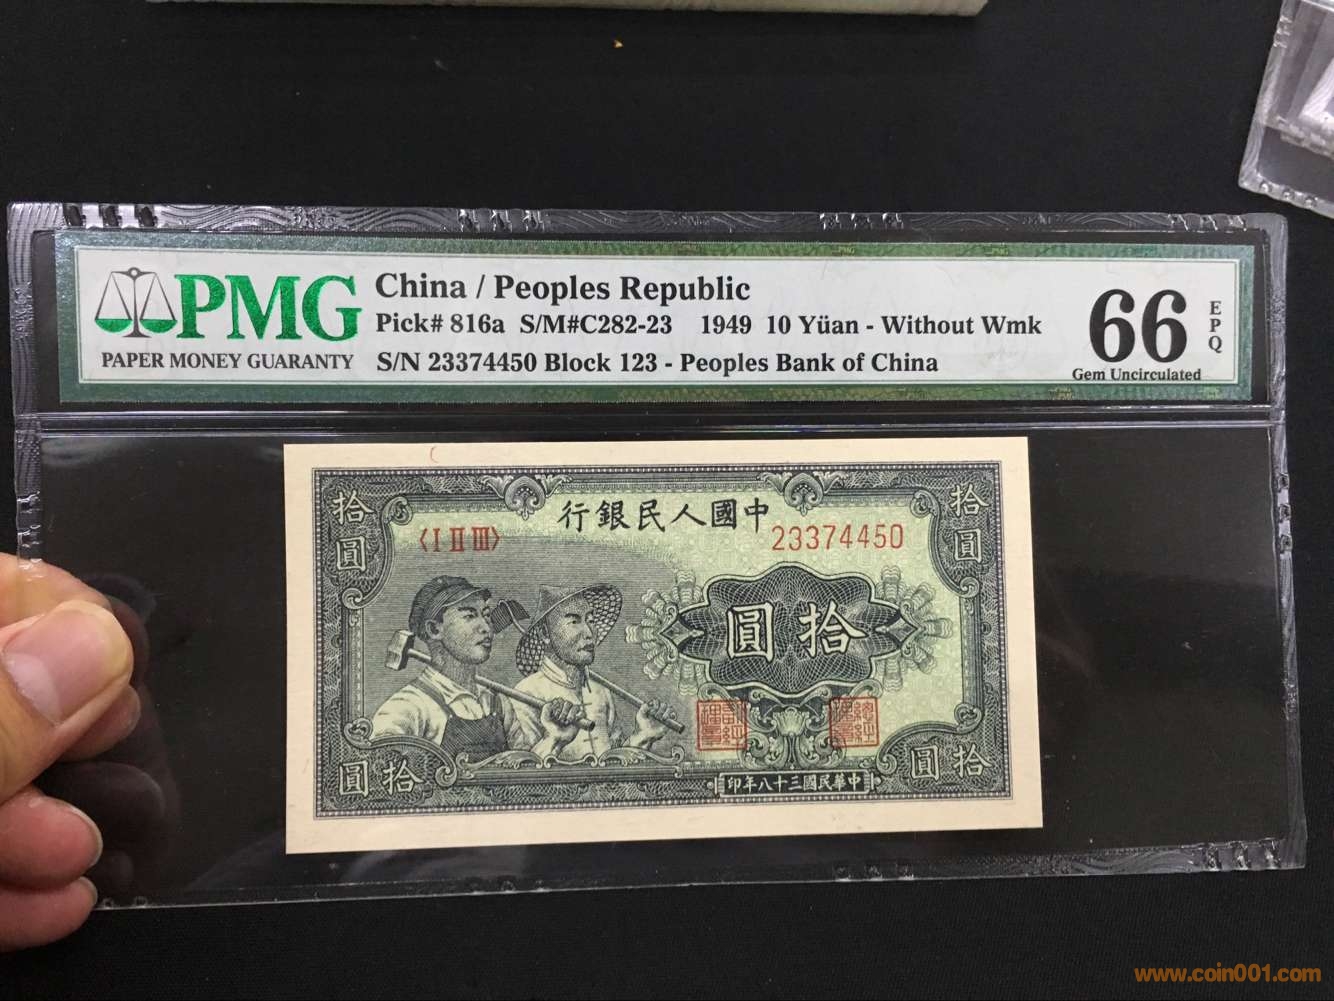 PMG
PAPER MONEY GUARANTY
China / Peoples Republic
Pick# 816a S/M#C282-23 1949 10 Yüan - Without Wmk
S/N 23374450 Block 123 - Peoples Bank of China
66
EPQ
Gem Uncirculated
拾圓
拾圓
中國人民銀行
〈I II III〉
23374450
拾圓
拾圓
拾圓
中華民國三十八年印
www.coin001.com